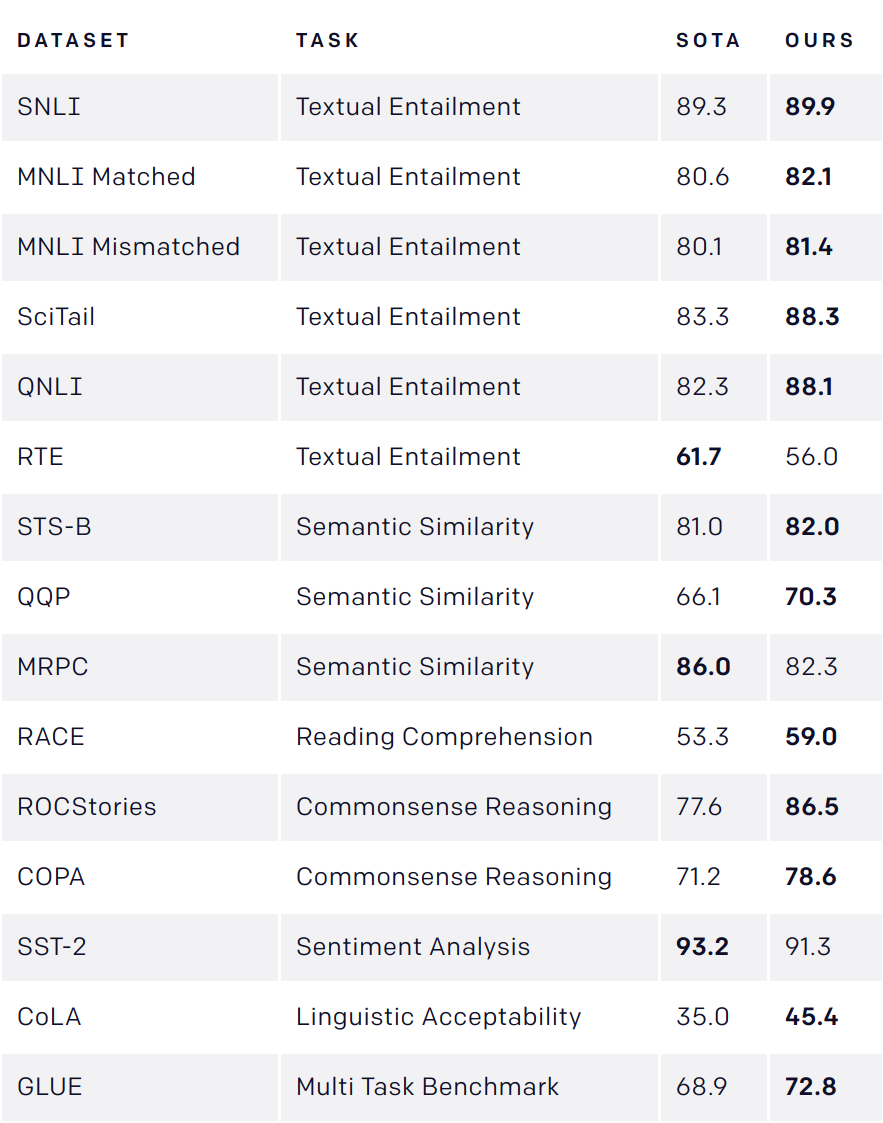 DATASET TASK SOTA OURS
SNLI Textual Entailment 89.3 89.9
MNLI Matched Textual Entailment 80.6 82.1
MNLI Mismatched Textual Entailment 80.1 81.4
SciTail Textual Entailment 83.3 88.3
QNLI Textual Entailment 82.3 88.1
RTE Textual Entailment 61.7 56.0
STS-B Semantic Similarity 81.0 82.0
QQP Semantic Similarity 66.1 70.3
MRPC Semantic Similarity 86.0 82.3
RACE Reading Comprehension 53.3 59.0
ROCStories Commonsense Reasoning 77.6 86.5
COPA Commonsense Reasoning 71.2 78.6
SST-2 Sentiment Analysis 93.2 91.3
CoLA Linguistic Acceptability 35.0 45.4
GLUE Multi Task Benchmark 68.9 72.8